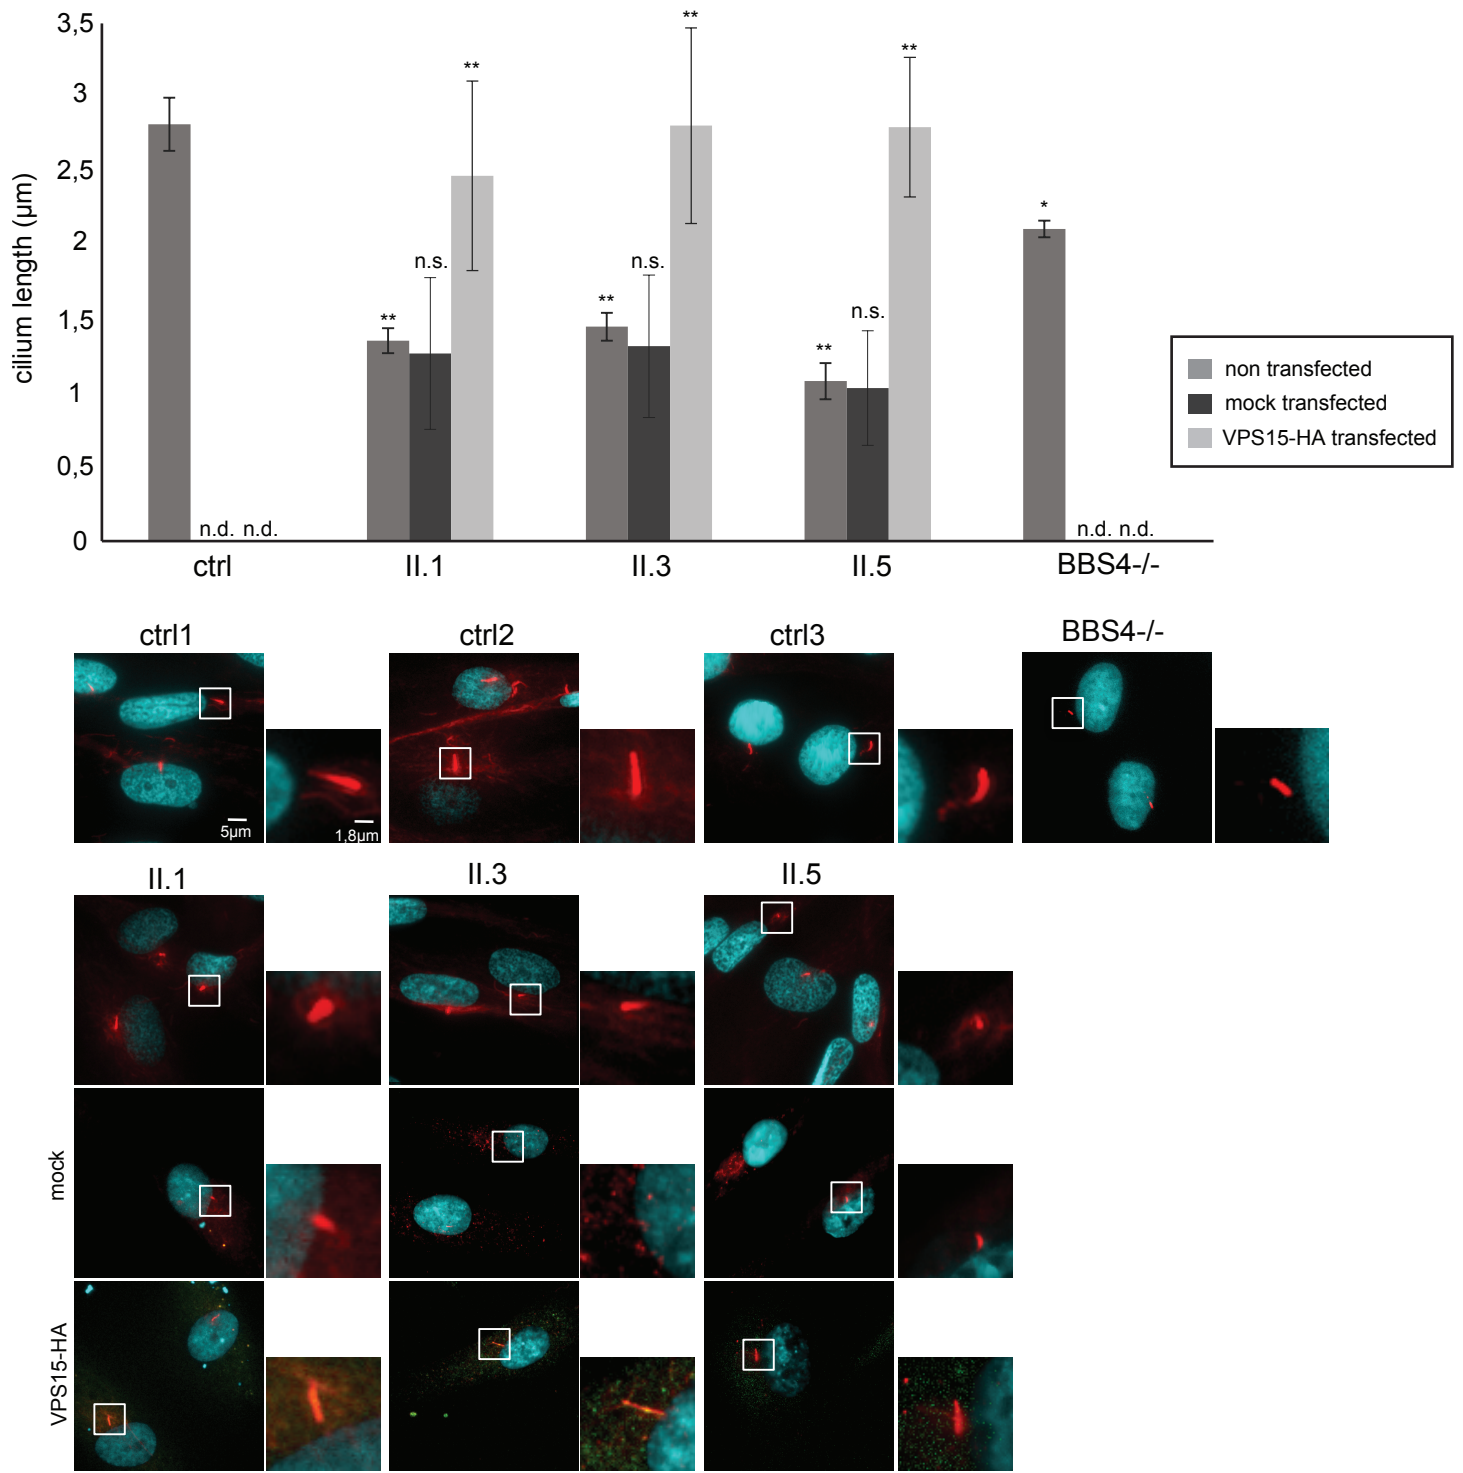 3,5
3
2,5
2
1,5
1
0,5
0
cilium length (µm)
** ** **
n.s. n.s. n.s.
** ** **
*
n.d. n.d.
n.d. n.d.
ctrl II.1 II.3 II.5 BBS4-/-
non transfected
mock transfected
VPS15-HA transfected
ctrl1 ctrl2 ctrl3 BBS4-/-
5µm
1,8µm
II.1 II.3 II.5
mock
VPS15-HA